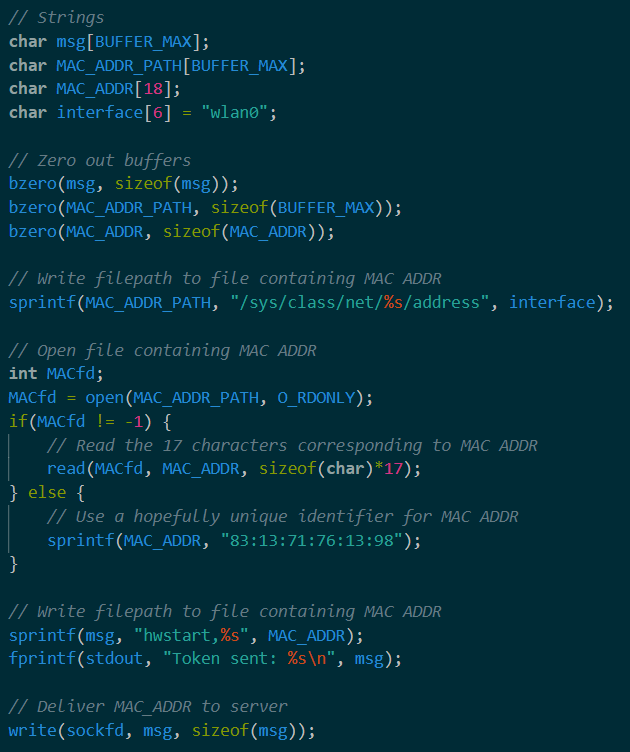 // Strings
char msg[BUFFER_MAX];
char MAC_ADDR_PATH[BUFFER_MAX];
char MAC_ADDR[18];
char interface[6] = "wlan0";

// Zero out buffers
bzero(msg, sizeof(msg));
bzero(MAC_ADDR_PATH, sizeof(BUFFER_MAX));
bzero(MAC_ADDR, sizeof(MAC_ADDR));

// Write filepath to file containing MAC ADDR
sprintf(MAC_ADDR_PATH, "/sys/class/net/%s/address", interface);

// Open file containing MAC ADDR
int MACfd;
MACfd = open(MAC_ADDR_PATH, O_RDONLY);
if(MACfd != -1) {
    // Read the 17 characters corresponding to MAC ADDR
    read(MACfd, MAC_ADDR, sizeof(char)*17);
} else {
    // Use a hopefully unique identifier for MAC ADDR
    sprintf(MAC_ADDR, "83:13:71:76:13:98");
}

// Write filepath to file containing MAC ADDR
sprintf(msg, "hwstart,%s", MAC_ADDR);
fprintf(stdout, "Token sent: %s\n", msg);

// Deliver MAC_ADDR to server
write(sockfd, msg, sizeof(msg));